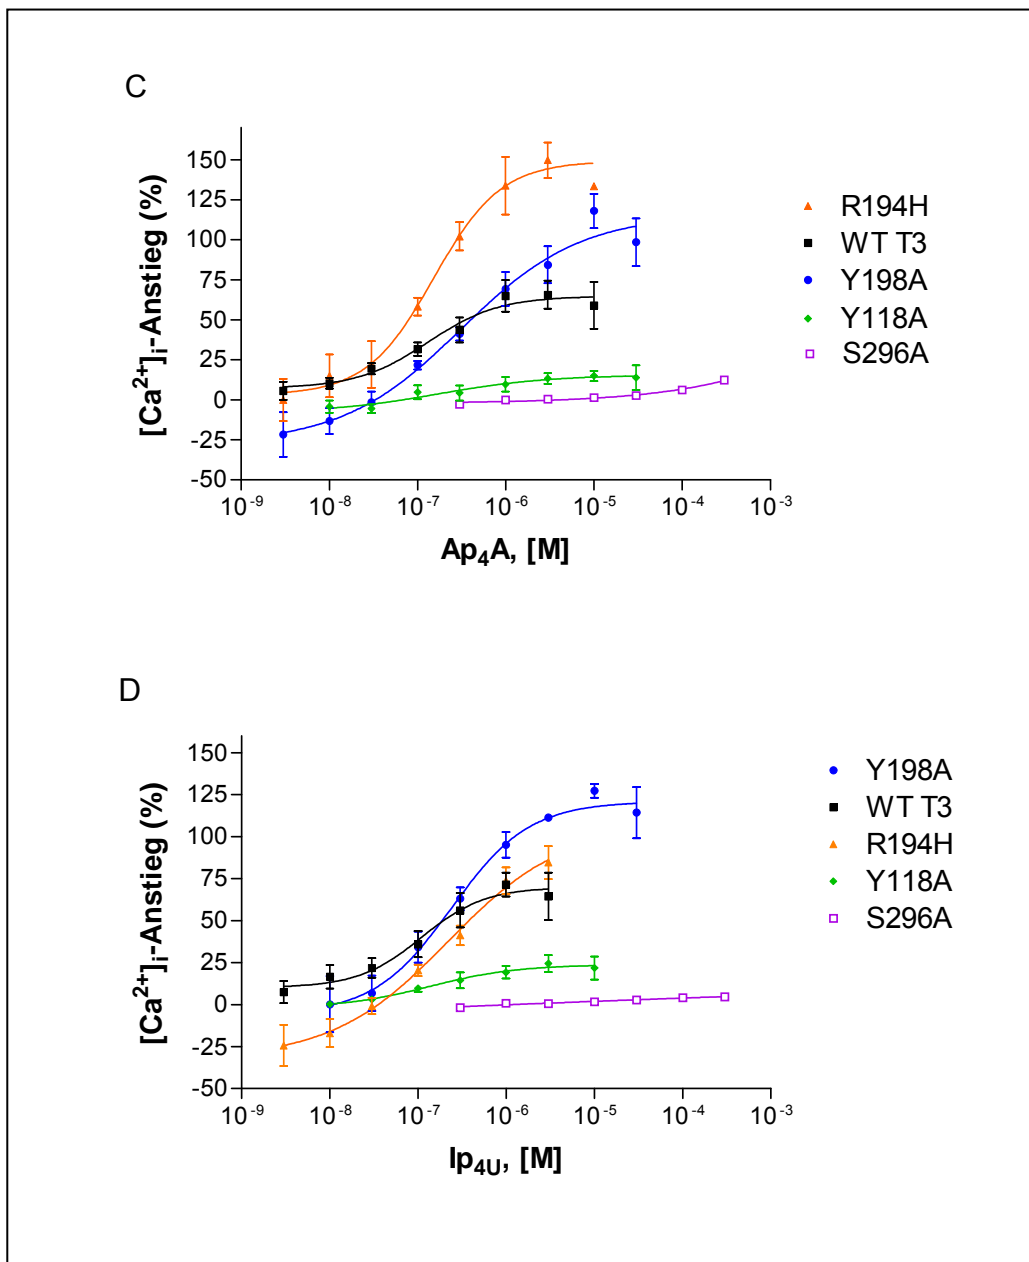 C
[Ca²⁺]ᵢ-Anstieg (%)
150
125
100
75
50
25
0
-25
-50
10⁻⁹ 10⁻⁸ 10⁻⁷ 10⁻⁶ 10⁻⁵ 10⁻⁴ 10⁻³
Ap₄A, [M]
R194H
WT T3
Y198A
Y118A
S296A
D
[Ca²⁺]ᵢ-Anstieg (%)
150
125
100
75
50
25
0
-25
-50
10⁻⁹ 10⁻⁸ 10⁻⁷ 10⁻⁶ 10⁻⁵ 10⁻⁴ 10⁻³
Ip₄U, [M]
Y198A
WT T3
R194H
Y118A
S296A